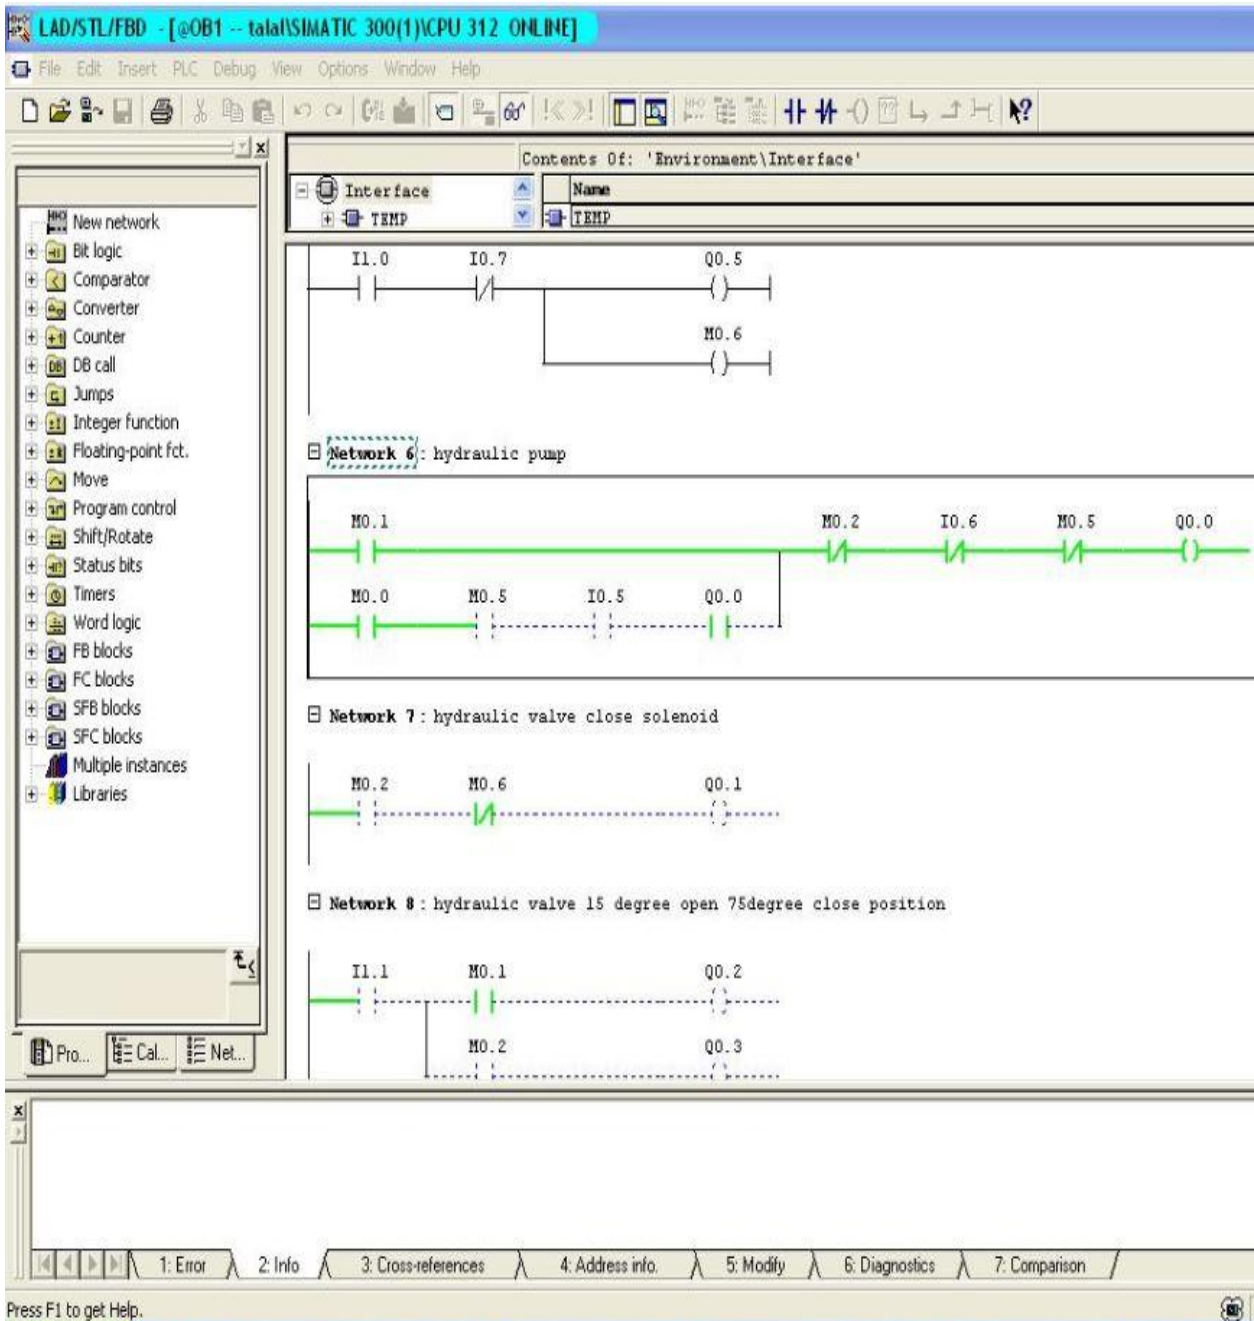 LAD/STL/FBD - [@OB1 -- talal\SIMATIC 300(1)\CPU 312 ONLINE]
File Edit Insert PLC Debug View Options Window Help
Contents Of: 'Environment\Interface'
Interface
TEMP
Name
TEMP
New network
Bit logic
Comparator
Converter
Counter
DB call
Jumps
Integer function
Floating-point fct.
Move
Program control
Shift/Rotate
Status bits
Timers
Word logic
FB blocks
FC blocks
SFB blocks
SFC blocks
Multiple instances
Libraries
Pro... Cal... Net...
I1.0 I0.7 Q0.5
M0.6
Network 6: hydraulic pump
M0.1 M0.2 I0.6 M0.5 Q0.0
M0.0 M0.5 I0.5 Q0.0
Network 7: hydraulic valve close solenoid
M0.2 M0.6 Q0.1
Network 8: hydraulic valve 15 degree open 75degree close position
I1.1 M0.1 Q0.2
M0.2 Q0.3
1: Error 2: Info 3: Cross-references 4: Address info. 5: Modify 6: Diagnostics 7: Comparison
Press F1 to get Help.